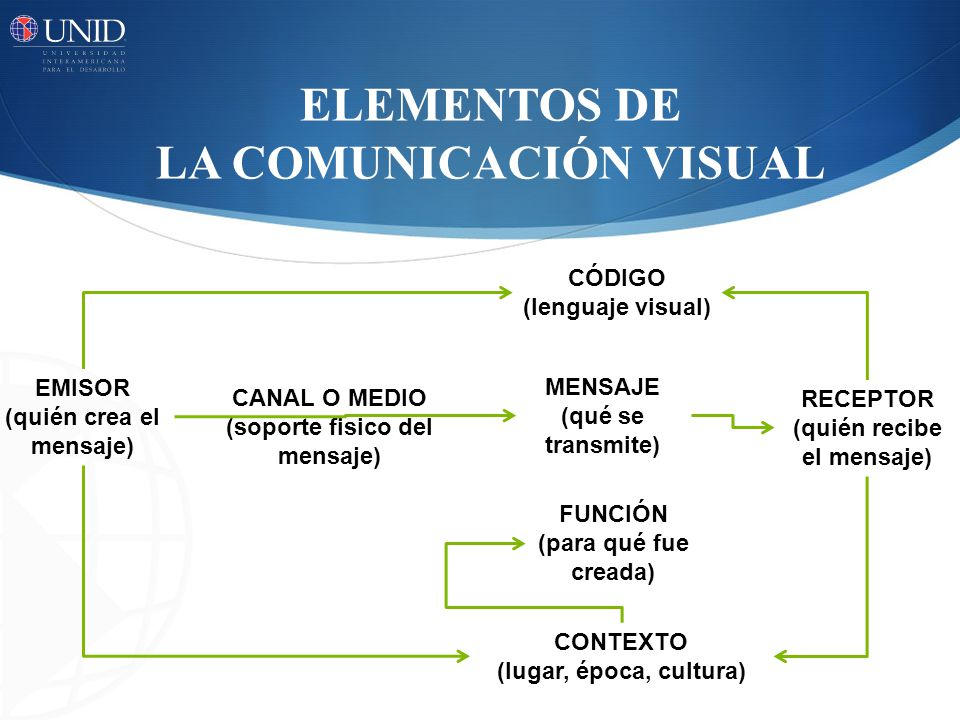 UNID
UNIVERSIDAD
INTERAMERICANA
PARA EL DESARROLLO
ELEMENTOS DE
LA COMUNICACIÓN VISUAL
CÓDIGO
(lenguaje visual)
EMISOR
(quién crea el
mensaje)
CANAL O MEDIO
(soporte fisico del
mensaje)
MENSAJE
(qué se
transmite)
RECEPTOR
(quién recibe
el mensaje)
FUNCIÓN
(para qué fue
creada)
CONTEXTO
(lugar, época, cultura)